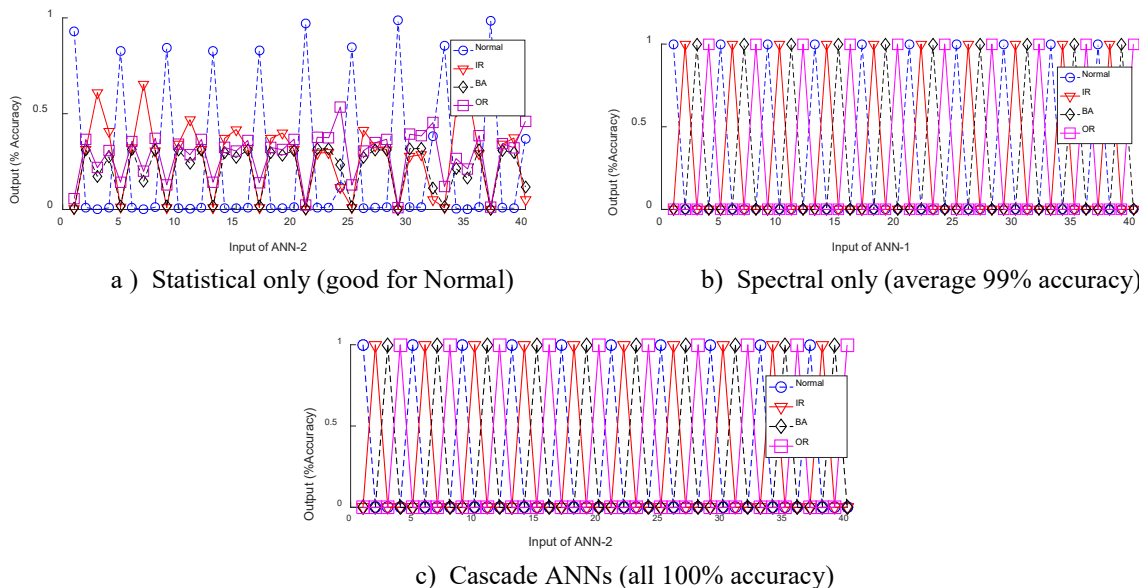 Output (% Accuracy)
1
0.5
0
0 5 10 15 20 25 30 35 40
Normal
IR
BA
OR
Input of ANN-2
a ) Statistical only (good for Normal)
Output (%Accuracy)
1
0.5
0
0 5 10 15 20 25 30 35 40
Normal
IR
BA
OR
Input of ANN-1
b) Spectral only (average 99% accuracy)
Output (%Accuracy)
1
0.5
0
0 5 10 15 20 25 30 35 40
Normal
IR
BA
OR
Input of ANN-2
c) Cascade ANNs (all 100% accuracy)